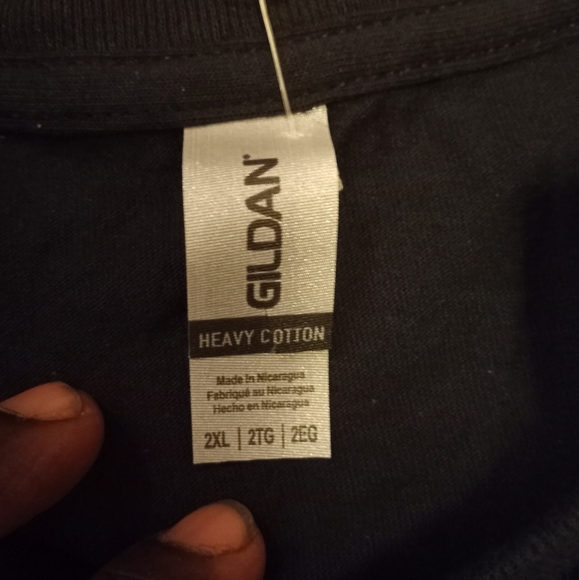 GILDAN®
HEAVY COTTON
Made in Nicaragua
Fabriqué au Nicaragua
Hecho en Nicaragua
2XL | 2TG | 2EG